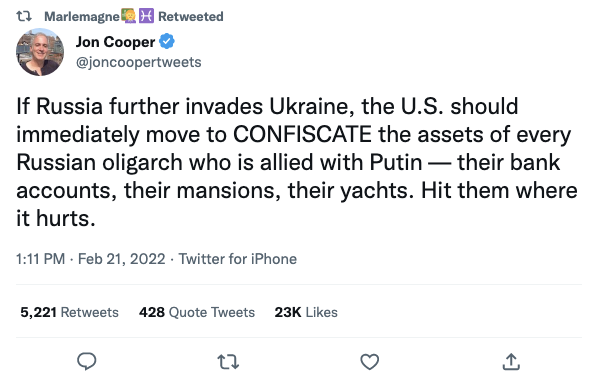 Marlemagne👩‍🌾♓ Retweeted
Jon Cooper
@joncoopertweets
If Russia further invades Ukraine, the U.S. should
immediately move to CONFISCATE the assets of every
Russian oligarch who is allied with Putin — their bank
accounts, their mansions, their yachts. Hit them where
it hurts.
1:11 PM · Feb 21, 2022 · Twitter for iPhone
5,221 Retweets 428 Quote Tweets 23K Likes